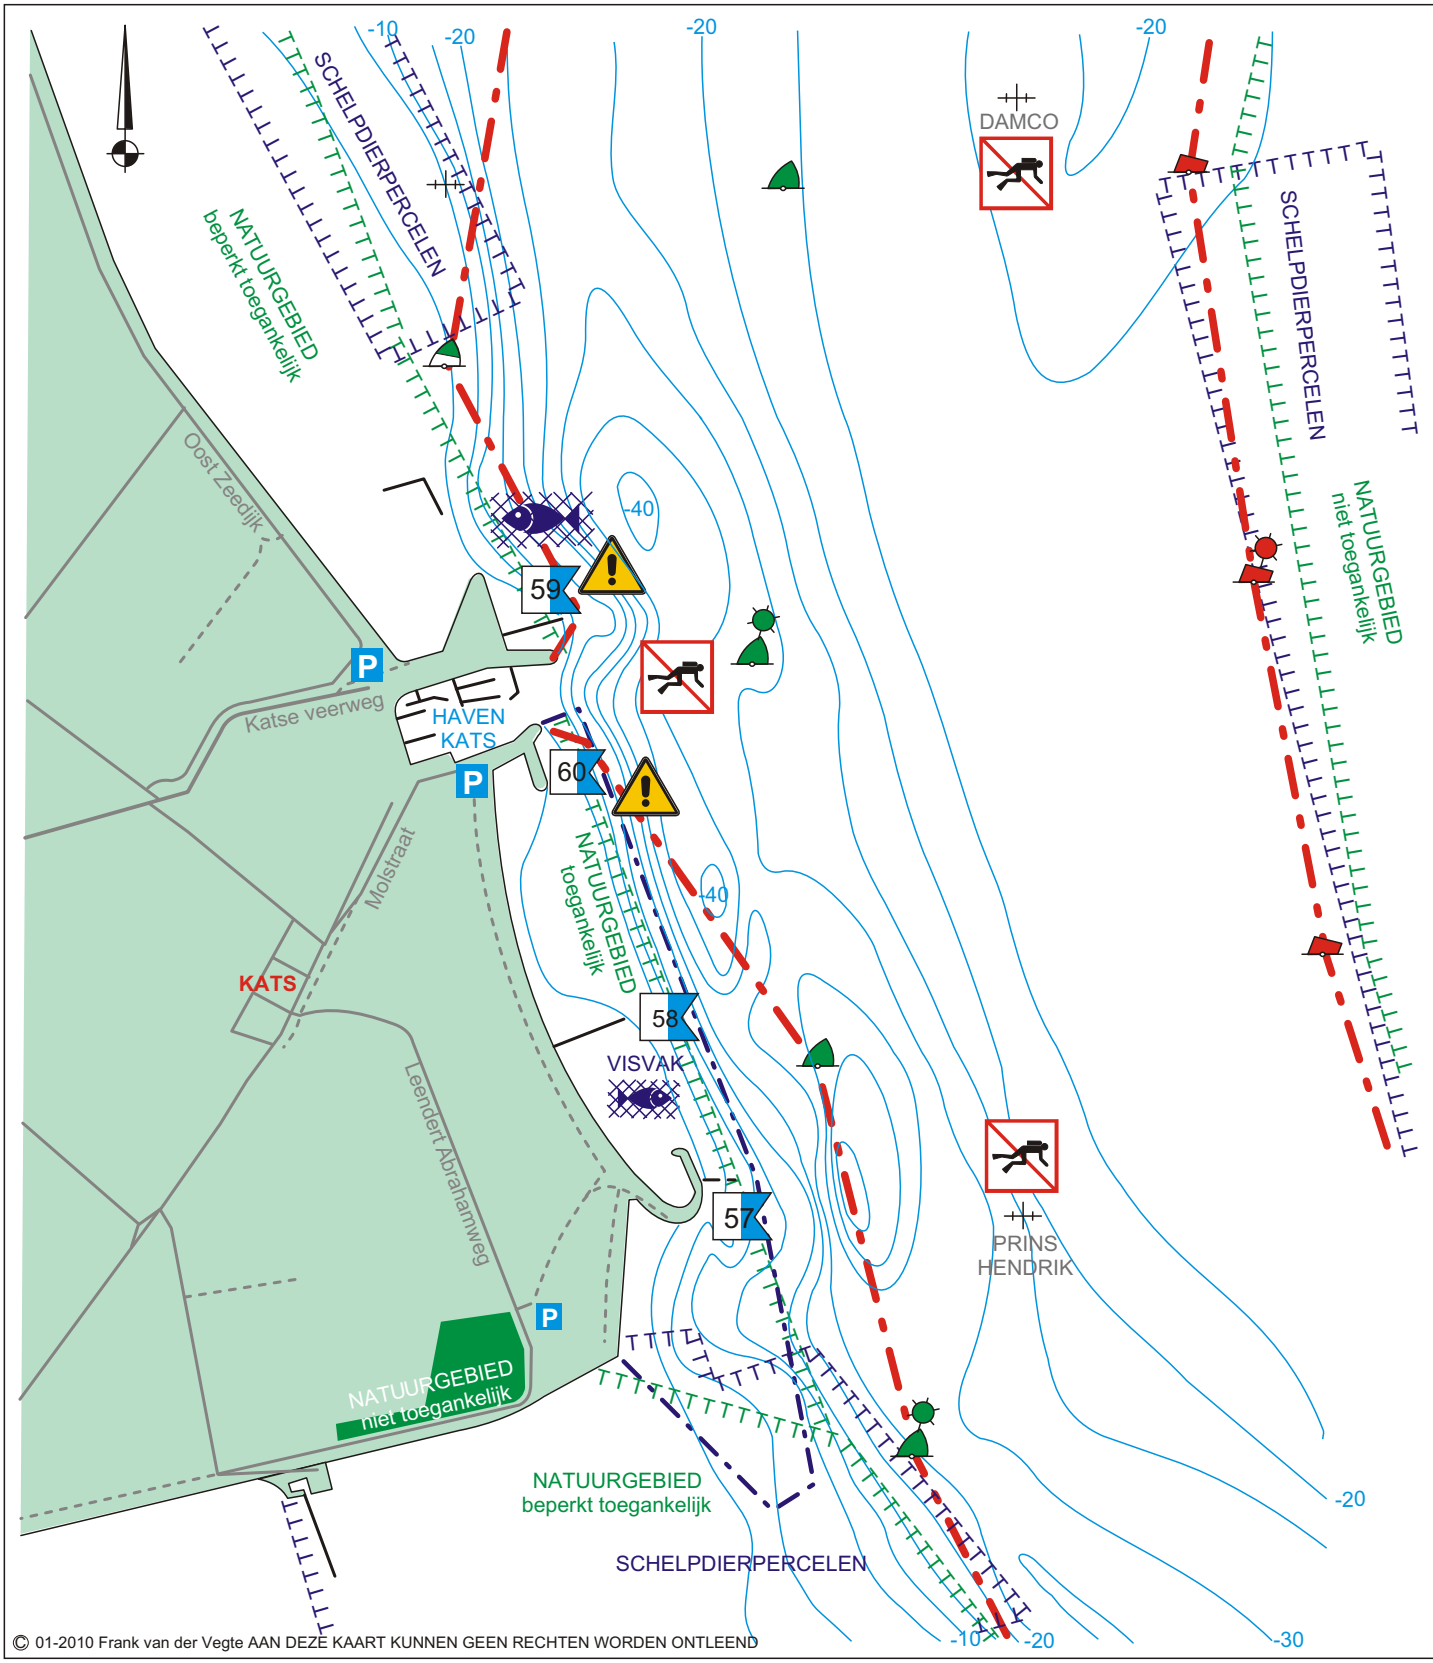 -10
-20
-20
-20
SCHELPDIERPERCELEN
DAMCO
NATUURGEBIED
beperkt toegankelijk
SCHELPDIERPERCELEN
Oost Zeedijk
-40
NATUURGEBIED
niet toegankelijk
59
P
Katse veerweg
HAVEN
KATS
P
60
Molstraat
NATUURGEBIED
toegankelijk
-40
KATS
58
VISVAK
Leendert Abrahamweg
57
PRINS
HENDRIK
P
NATUURGEBIED
niet toegankelijk
NATUURGEBIED
beperkt toegankelijk
-20
SCHELPDIERPERCELEN
© 01-2010 Frank van der Vegte AAN DEZE KAART KUNNEN GEEN RECHTEN WORDEN ONTLEEND
-10
-20
-30